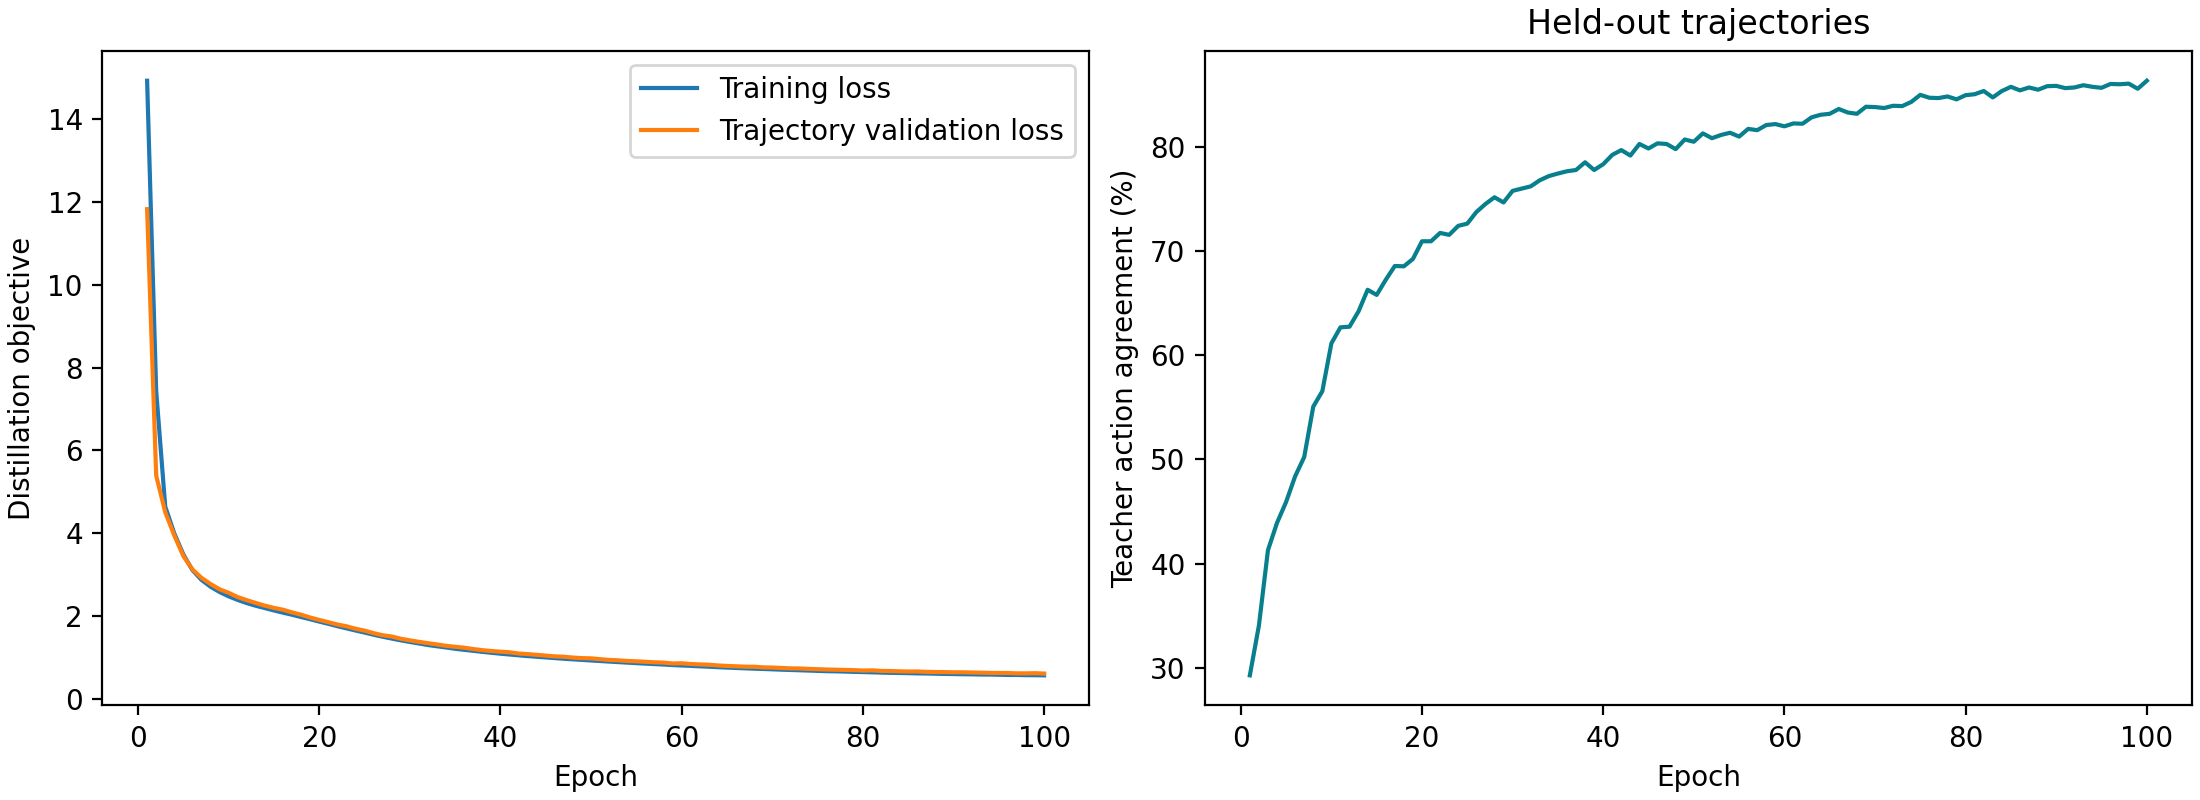 Training loss
Trajectory validation loss
14
12
10
8
6
4
2
0
Distillation objective
0 20 40 60 80 100
Epoch
Held-out trajectories
80
70
60
50
40
30
Teacher action agreement (%)
0 20 40 60 80 100
Epoch